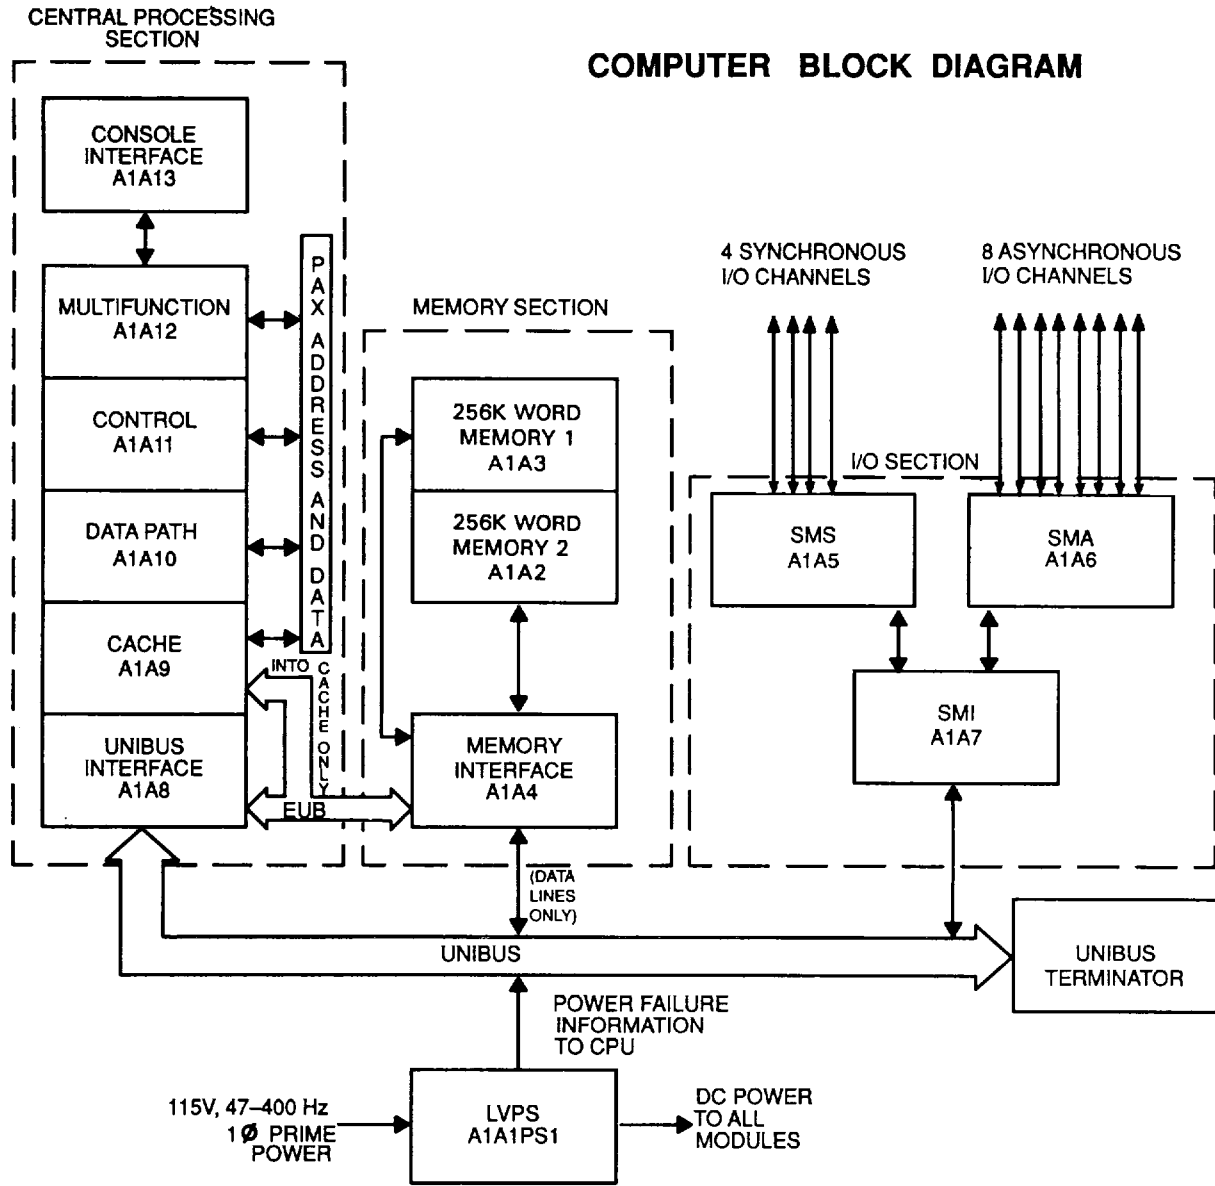 CENTRAL PROCESSING
SECTION
COMPUTER BLOCK DIAGRAM
CONSOLE
INTERFACE
A1A13
MULTIFUNCTION
A1A12
CONTROL
A1A11
DATA PATH
A1A10
CACHE
A1A9
UNIBUS
INTERFACE
A1A8
PAX ADDRESS AND DATA
INTO
CACHE ONLY
EUB
MEMORY SECTION
256K WORD
MEMORY 1
A1A3
256K WORD
MEMORY 2
A1A2
MEMORY
INTERFACE
A1A4
(DATA
LINES
ONLY)
4 SYNCHRONOUS
I/O CHANNELS
8 ASYNCHRONOUS
I/O CHANNELS
I/O SECTION
SMS
A1A5
SMA
A1A6
SMI
A1A7
UNIBUS
UNIBUS
TERMINATOR
POWER FAILURE
INFORMATION
TO CPU
115V, 47–400 Hz
1Ø PRIME
POWER
LVPS
A1A1PS1
DC POWER
TO ALL
MODULES